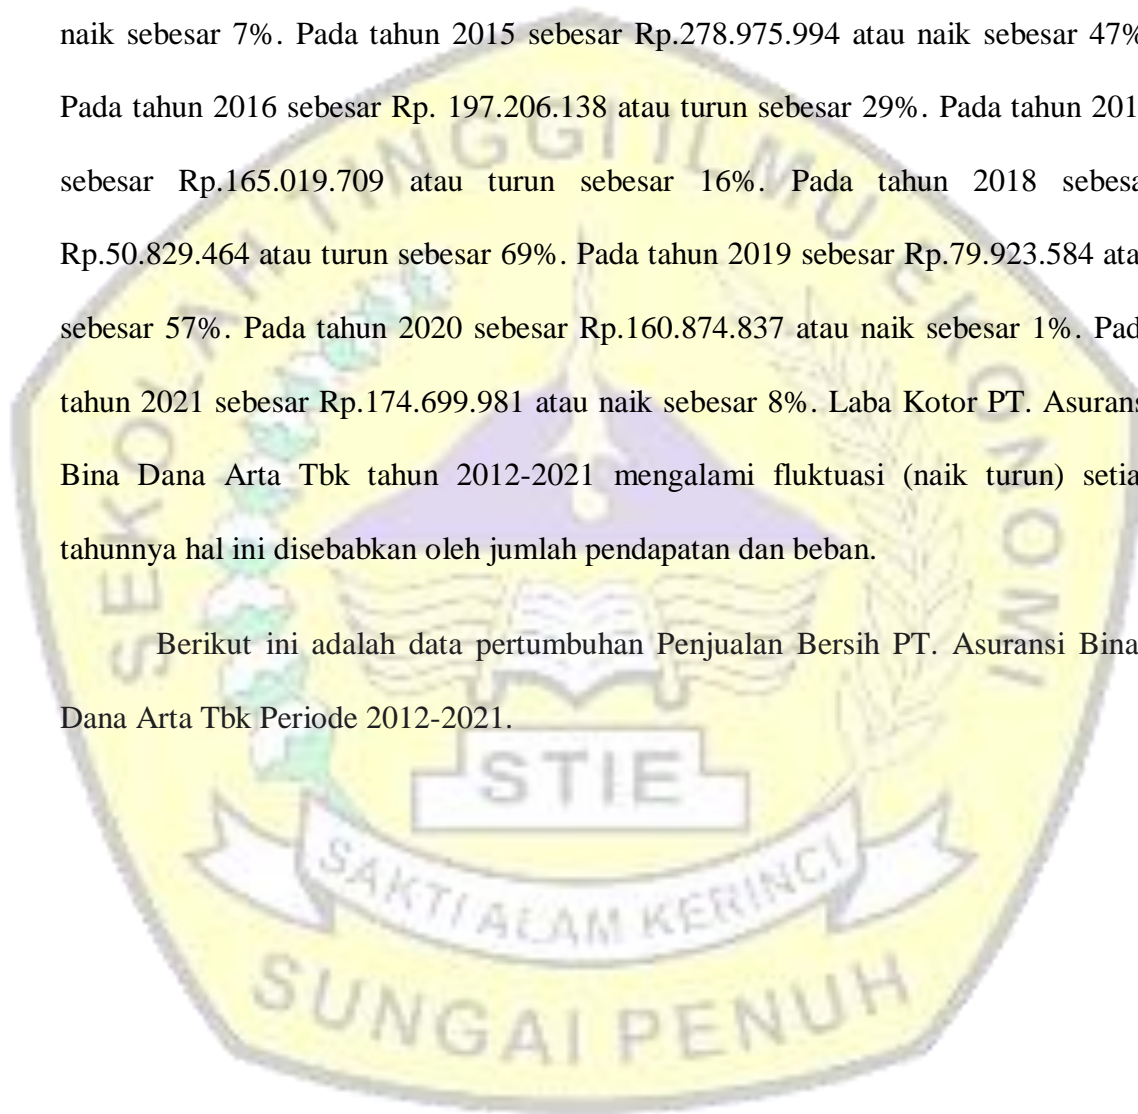 naik sebesar 7%. Pada tahun 2015 sebesar Rp.278.975.994 atau naik sebesar 47%
Pada tahun 2016 sebesar Rp. 197.206.138 atau turun sebesar 29%. Pada tahun 201
sebesar Rp.165.019.709 atau turun sebesar 16%. Pada tahun 2018 sebesa
Rp.50.829.464 atau turun sebesar 69%. Pada tahun 2019 sebesar Rp.79.923.584 ata
sebesar 57%. Pada tahun 2020 sebesar Rp.160.874.837 atau naik sebesar 1%. Pad
tahun 2021 sebesar Rp.174.699.981 atau naik sebesar 8%. Laba Kotor PT. Asurans
Bina Dana Arta Tbk tahun 2012-2021 mengalami fluktuasi (naik turun) setia
tahunnya hal ini disebabkan oleh jumlah pendapatan dan beban.
Berikut ini adalah data pertumbuhan Penjualan Bersih PT. Asuransi Bina
Dana Arta Tbk Periode 2012-2021.
SEKOLAH TINGGI ILMU EKONOMI
STIE
SAKTI ALAM KERINCI
SUNGAI PENUH